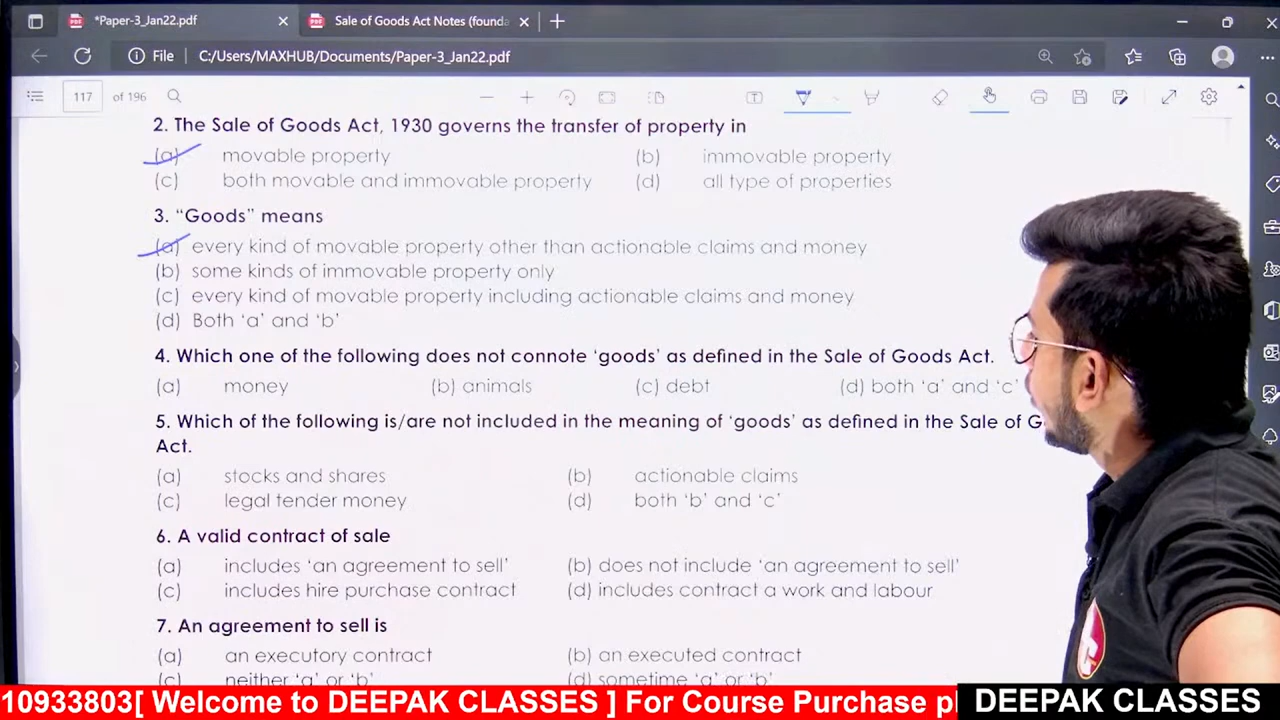 *Paper-3_Jan22.pdf
Sale of Goods Act Notes (founda
File
C:/Users/MAXHUB/Documents/Paper-3_Jan22.pdf
117 of 196
2. The Sale of Goods Act, 1930 governs the transfer of property in
(a) movable property (b) immovable property
(c) both movable and immovable property (d) all type of properties
3. “Goods” means
(a) every kind of movable property other than actionable claims and money
(b) some kinds of immovable property only
(c) every kind of movable property including actionable claims and money
(d) Both ‘a’ and ‘b’
4. Which one of the following does not connote ‘goods’ as defined in the Sale of Goods Act.
(a) money (b) animals (c) debt (d) both ‘a’ and ‘c’
5. Which of the following is/are not included in the meaning of ‘goods’ as defined in the Sale of G
Act.
(a) stocks and shares (b) actionable claims
(c) legal tender money (d) both ‘b’ and ‘c’
6. A valid contract of sale
(a) includes ‘an agreement to sell’ (b) does not include ‘an agreement to sell’
(c) includes hire purchase contract (d) includes contract a work and labour
7. An agreement to sell is
(a) an executory contract (b) an executed contract
(c) neither ‘a’ or ‘b’ (d) sometime ‘a’ or ‘b’
10933803[ Welcome to DEEPAK CLASSES ] For Course Purchase pl
DEEPAK CLASSES